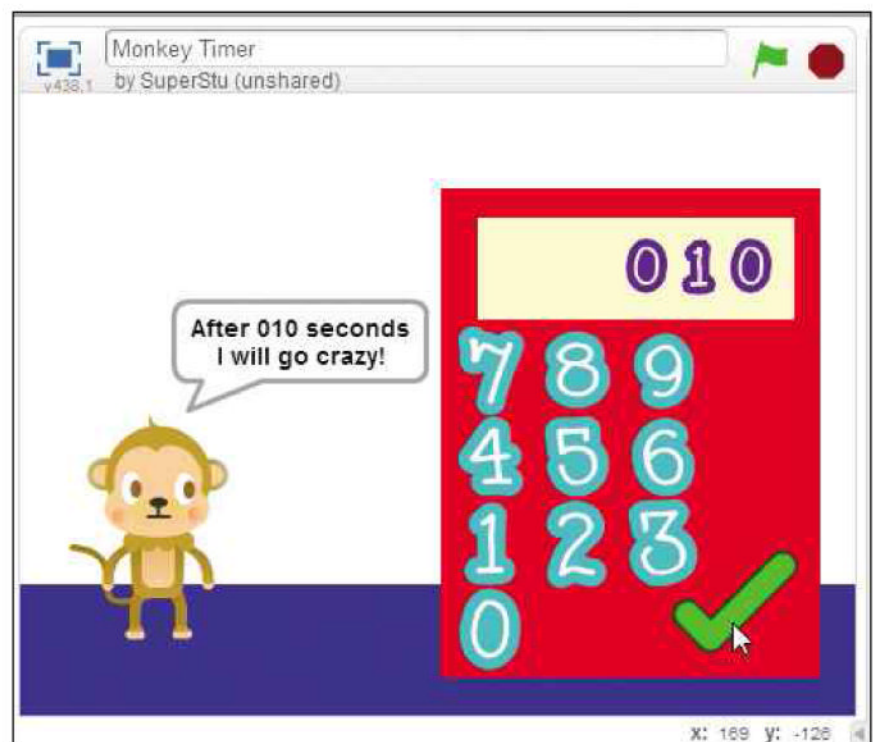 Monkey Timer
v438.1
by SuperStu (unshared)
010
After 010 seconds
I will go crazy!
7 8 9
4 5 6
1 2 3
0
x: 169 y: -126